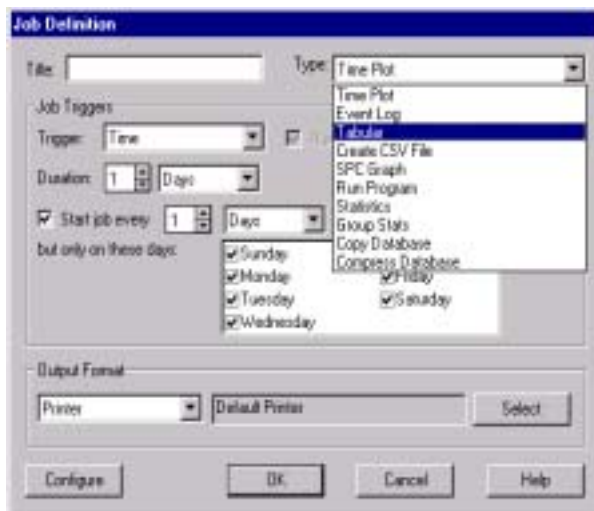 Job Definition
Title:
Type: Time Plot
Time Plot
Event Log
Tabular
Create CSV File
SPC Graph
Run Program
Statistics
Group Stats
Copy Database
Compress Database
Job Triggers
Trigger: Time
Duration: 1 Days
Start job every 1 Days
but only on these days:
Sunday
Monday
Tuesday
Wednesday
Friday
Saturday
Output Format
Printer Default Printer Select
Configure OK Cancel Help